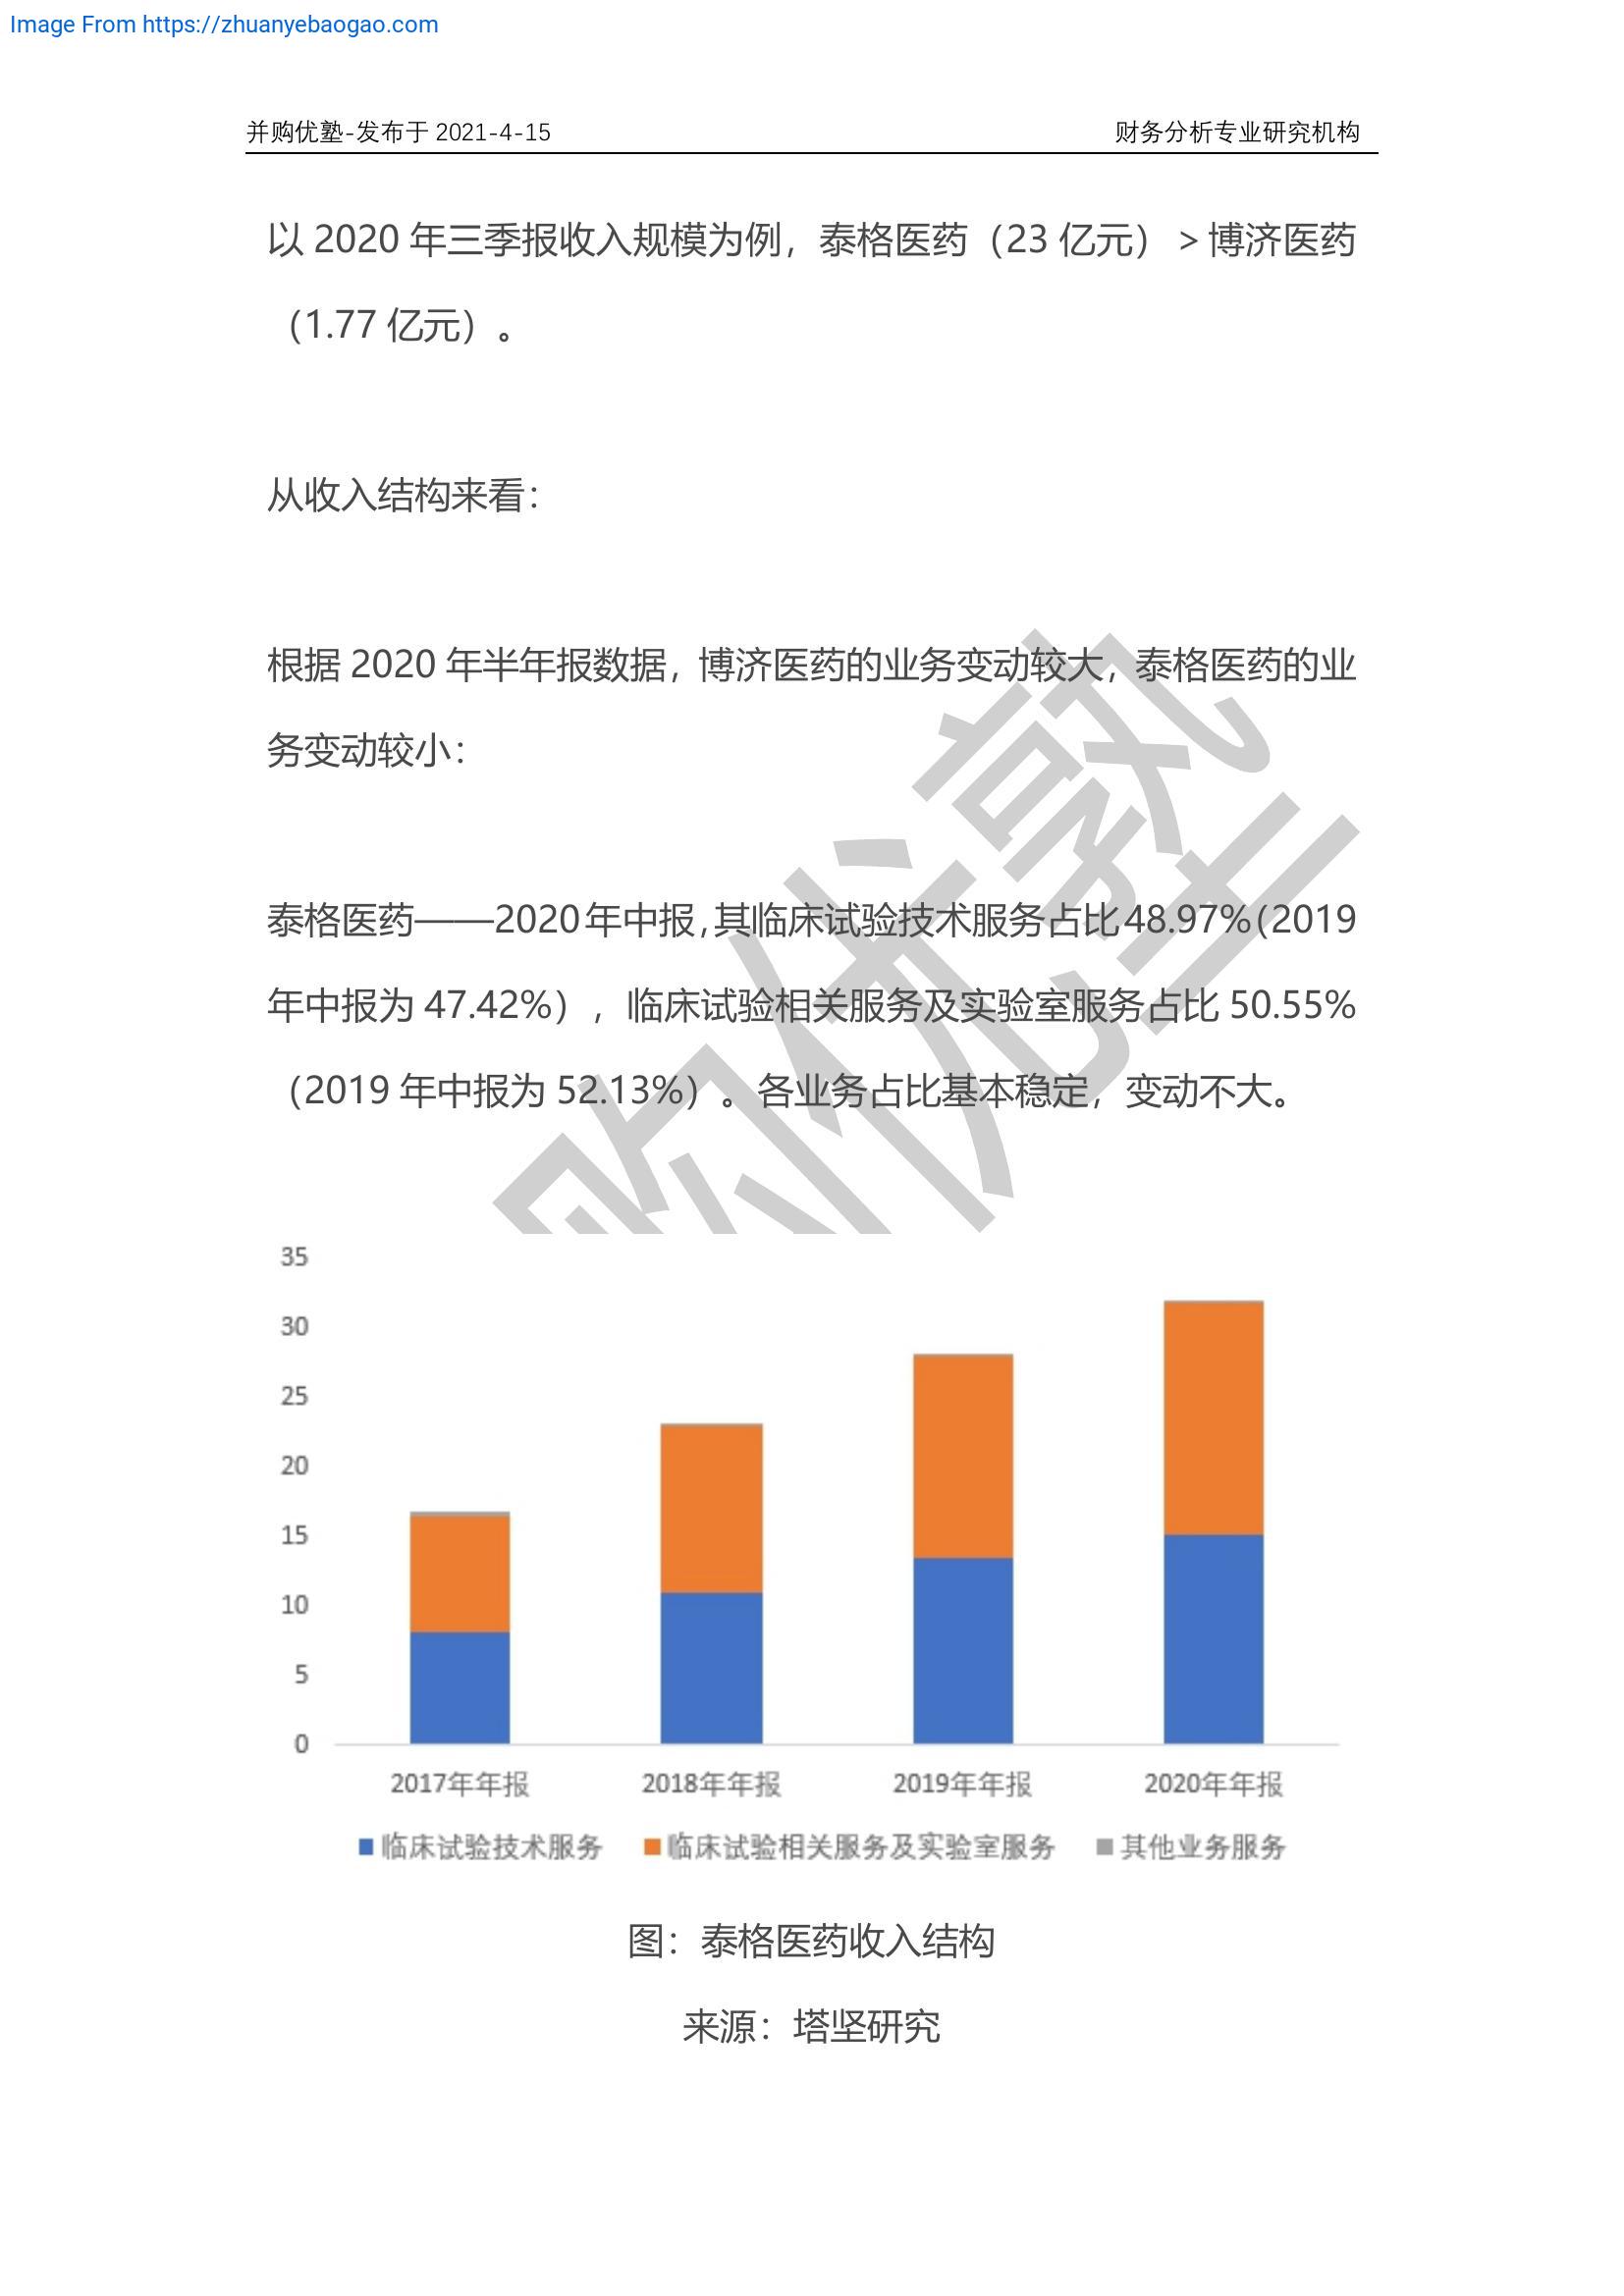 Image From https://zhuanyebaogao.com
并购优塾-发布于 2021-4-15 财务分析专业研究机构
以 2020 年三季报收入规模为例，泰格医药（23 亿元）＞博济医药
（1.77 亿元）。
从收入结构来看：
根据 2020 年半年报数据，博济医药的业务变动较大，泰格医药的业
务变动较小：
泰格医药——2020 年中报，其临床试验技术服务占比 48.97%（2019
年中报为 47.42%），临床试验相关服务及实验室服务占比 50.55%
（2019 年中报为 52.13%）。各业务占比基本稳定，变动不大。
购优塾
35
30
25
20
15
10
5
0
2017年年报 2018年年报 2019年年报 2020年年报
临床试验技术服务 临床试验相关服务及实验室服务 其他业务服务
图：泰格医药收入结构
来源：塔坚研究